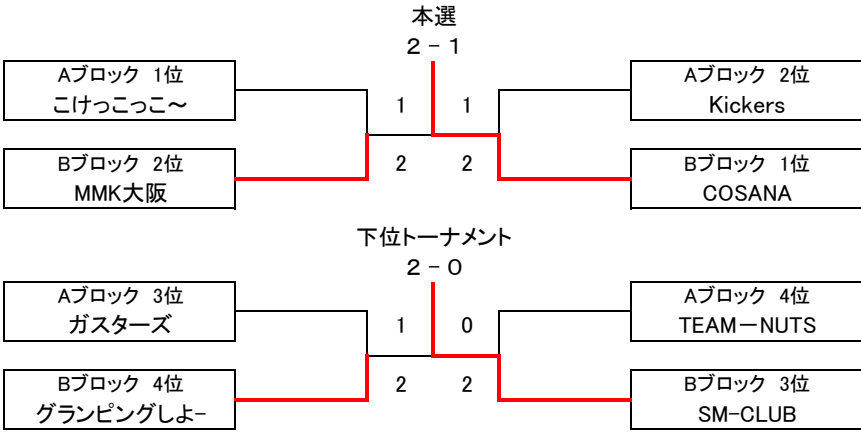 本選
2 - 1
Aブロック 1位
こけっこっこ～
Aブロック 2位
Kickers
1 1
Bブロック 2位
MMK大阪
2 2
Bブロック 1位
COSANA
下位トーナメント
2 - 0
Aブロック 3位
ガスターズ
Aブロック 4位
TEAM－NUTS
1 0
Bブロック 4位
グランピングしよ-
2 2
Bブロック 3位
SM-CLUB